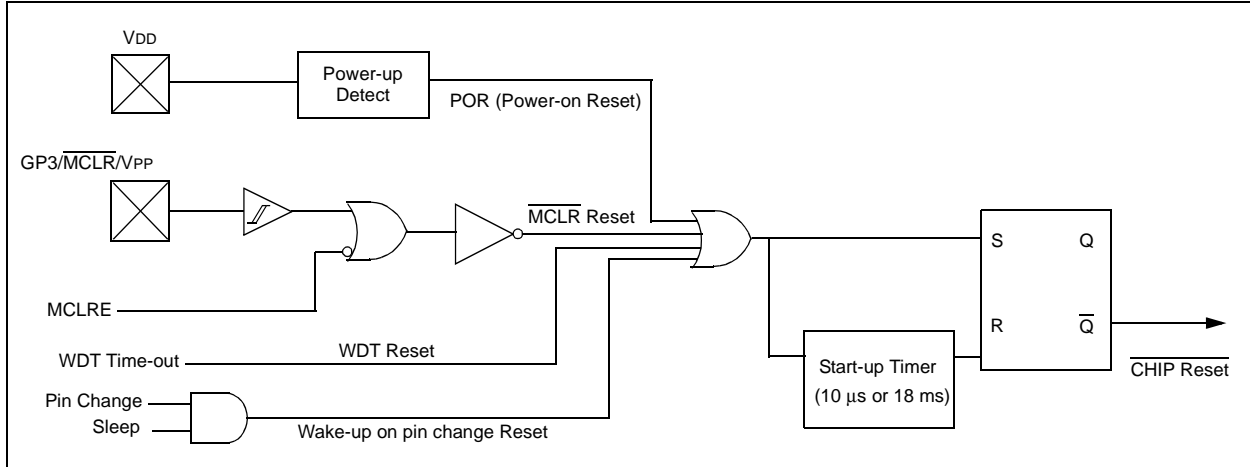 VDD
Power-up
Detect
POR (Power-on Reset)
GP3/MCLR/VPP
MCLR Reset
S
Q
MCLRE
R
Q
WDT Time-out
WDT Reset
Start-up Timer
(10 μs or 18 ms)
CHIP Reset
Pin Change
Sleep
Wake-up on pin change Reset